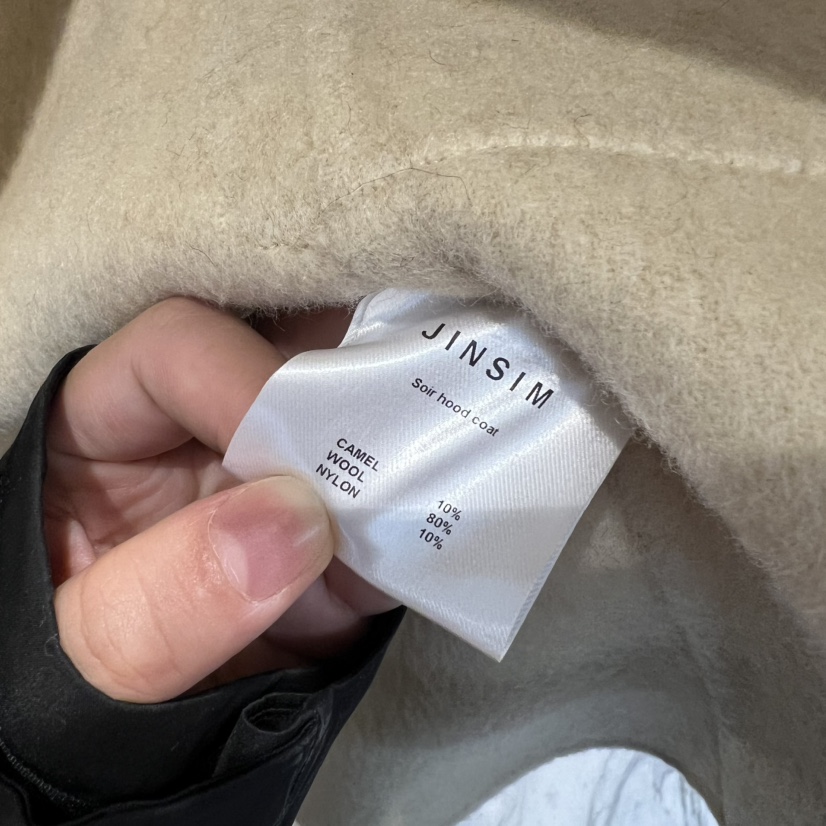 JINSIM
Soir hood coat
CAMEL 10%
WOOL 80%
NYLON 10%